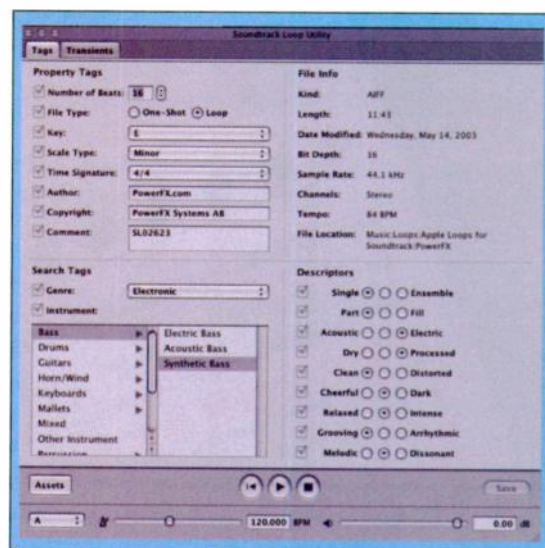 Soundtrack Loop Utility
Tags Transients
Property Tags
Number of Beats: 16
File Type: One-Shot Loop
Key: E
Scale Type: Minor
Time Signature: 4/4
Author: PowerFX.com
Copyright: PowerFX Systems AB
Comment: SL02623
File Info
Kind: AIFF
Length: 11:43
Date Modified: Wednesday, May 14, 2003
Bit Depth: 16
Sample Rate: 44.1 kHz
Channels: Stereo
Tempo: 84 BPM
File Location: Music:Loops:Apple Loops for
Soundtrack:PowerFX
Search Tags
Genre: Electronic
Instrument:
Bass
Drums
Guitars
Horn/Wind
Keyboards
Mallets
Mixed
Other Instrument
Percussion
Electric Bass
Acoustic Bass
Synthetic Bass
Descriptors
Single Ensemble
Part Fill
Acoustic Electric
Dry Processed
Clean Distorted
Cheerful Dark
Relaxed Intense
Grooving Arrhythmic
Melodic Dissonant
Assets
Save
A
120.000 BPM
0.00 dB